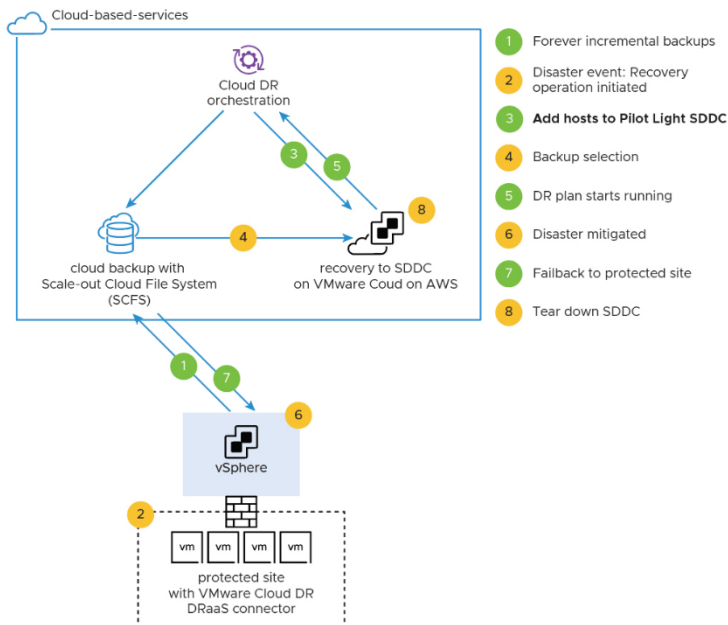 Cloud-based-services
Cloud DR
orchestration
3
5
8
4
cloud backup with
Scale-out Cloud File System
(SCFS)
recovery to SDDC
on VMware Coud on AWS
1
7
6
vSphere
2
vm vm vm vm
protected site
with VMware Cloud DR
DRaaS connector
1 Forever incremental backups
2 Disaster event: Recovery
operation initiated
3 Add hosts to Pilot Light SDDC
4 Backup selection
5 DR plan starts running
6 Disaster mitigated
7 Failback to protected site
8 Tear down SDDC